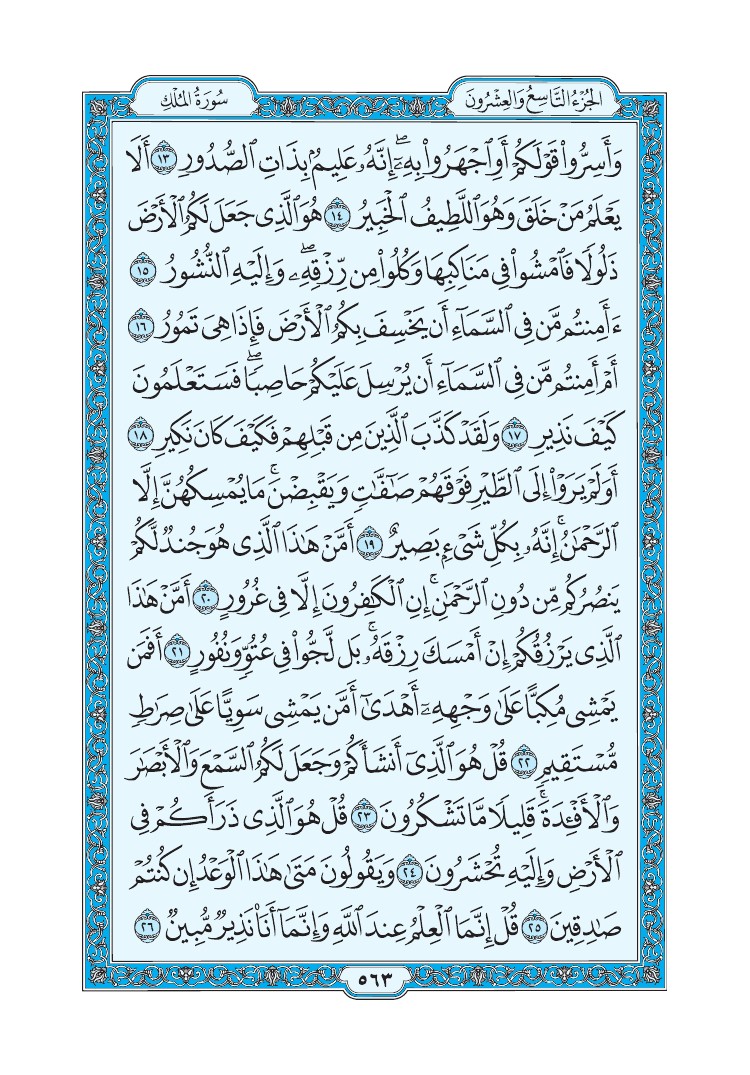 الجُزْءُ التَّاسِعُ وَالعِشْرُونَ
سُورَةُ المُلْكِ
وَأَسِرُّوا۟ قَوْلَكُمْ أَوِ ٱجْهَرُوا۟ بِهِۦٓ ۖ إِنَّهُۥ عَلِيمٌۢ بِذَاتِ ٱلصُّدُورِ ١٣ أَلَا
يَعْلَمُ مَنْ خَلَقَ وَهُوَ ٱللَّطِيفُ ٱلْخَبِيرُ ١٤ هُوَ ٱلَّذِى جَعَلَ لَكُمُ ٱلْأَرْضَ
ذَلُولًا فَٱمْشُوا۟ فِى مَنَاكِبِهَا وَكُلُوا۟ مِن رِّزْقِهِۦ ۖ وَإِلَيْهِ ٱلنُّشُورُ ١٥
ءَأَمِنتُم مَّن فِى ٱلسَّمَآءِ أَن يَخْسِفَ بِكُمُ ٱلْأَرْضَ فَإِذَا هِىَ تَمُورُ ١٦
أَمْ أَمِنتُم مَّن فِى ٱلسَّمَآءِ أَن يُرْسِلَ عَلَيْكُمْ حَاصِبًا ۖ فَسَتَعْلَمُونَ
كَيْفَ نَذِيرِ ١٧ وَلَقَدْ كَذَّبَ ٱلَّذِينَ مِن قَبْلِهِمْ فَكَيْفَ كَانَ نَكِيرِ ١٨
أَوَلَمْ يَرَوْا۟ إِلَى ٱلطَّيْرِ فَوْقَهُمْ صَٰٓفَّٰتٍ وَيَقْبِضْنَ ۚ مَا يُمْسِكُهُنَّ إِلَّا
ٱلرَّحْمَٰنُ ۚ إِنَّهُۥ بِكُلِّ شَىْءٍۭ بَصِيرٌ ١٩ أَمَّنْ هَٰذَا ٱلَّذِى هُوَ جُندٌ لَّكُمْ
يَنصُرُكُم مِّن دُونِ ٱلرَّحْمَٰنِ ۚ إِنِ ٱلْكَٰفِرُونَ إِلَّا فِى غُرُورٍ ٢٠ أَمَّنْ هَٰذَا
ٱلَّذِى يَرْزُقُكُمْ إِنْ أَمْسَكَ رِزْقَهُۥ ۚ بَل لَّجُّوا۟ فِى عُتُوٍّ وَنُفُورٍ ٢١ أَفَمَن
يَمْشِى مُكِبًّا عَلَىٰ وَجْهِهِۦٓ أَهْدَىٰٓ أَمَّن يَمْشِى سَوِيًّا عَلَىٰ صِرَٰطٍ
مُّسْتَقِيمٍ ٢٢ قُلْ هُوَ ٱلَّذِىٓ أَنشَأَكُمْ وَجَعَلَ لَكُمُ ٱلسَّمْعَ وَٱلْأَبْصَٰرَ
وَٱلْأَفْـِٔدَةَ ۖ قَلِيلًا مَّا تَشْكُرُونَ ٢٣ قُلْ هُوَ ٱلَّذِى ذَرَأَكُمْ فِى
ٱلْأَرْضِ وَإِلَيْهِ تُحْشَرُونَ ٢٤ وَيَقُولُونَ مَتَىٰ هَٰذَا ٱلْوَعْدُ إِن كُنتُمْ
صَٰدِقِينَ ٢٥ قُلْ إِنَّمَا ٱلْعِلْمُ عِندَ ٱللَّهِ وَإِنَّمَآ أَنَا۠ نَذِيرٌ مُّبِينٌ ٢٦
٥٦٣